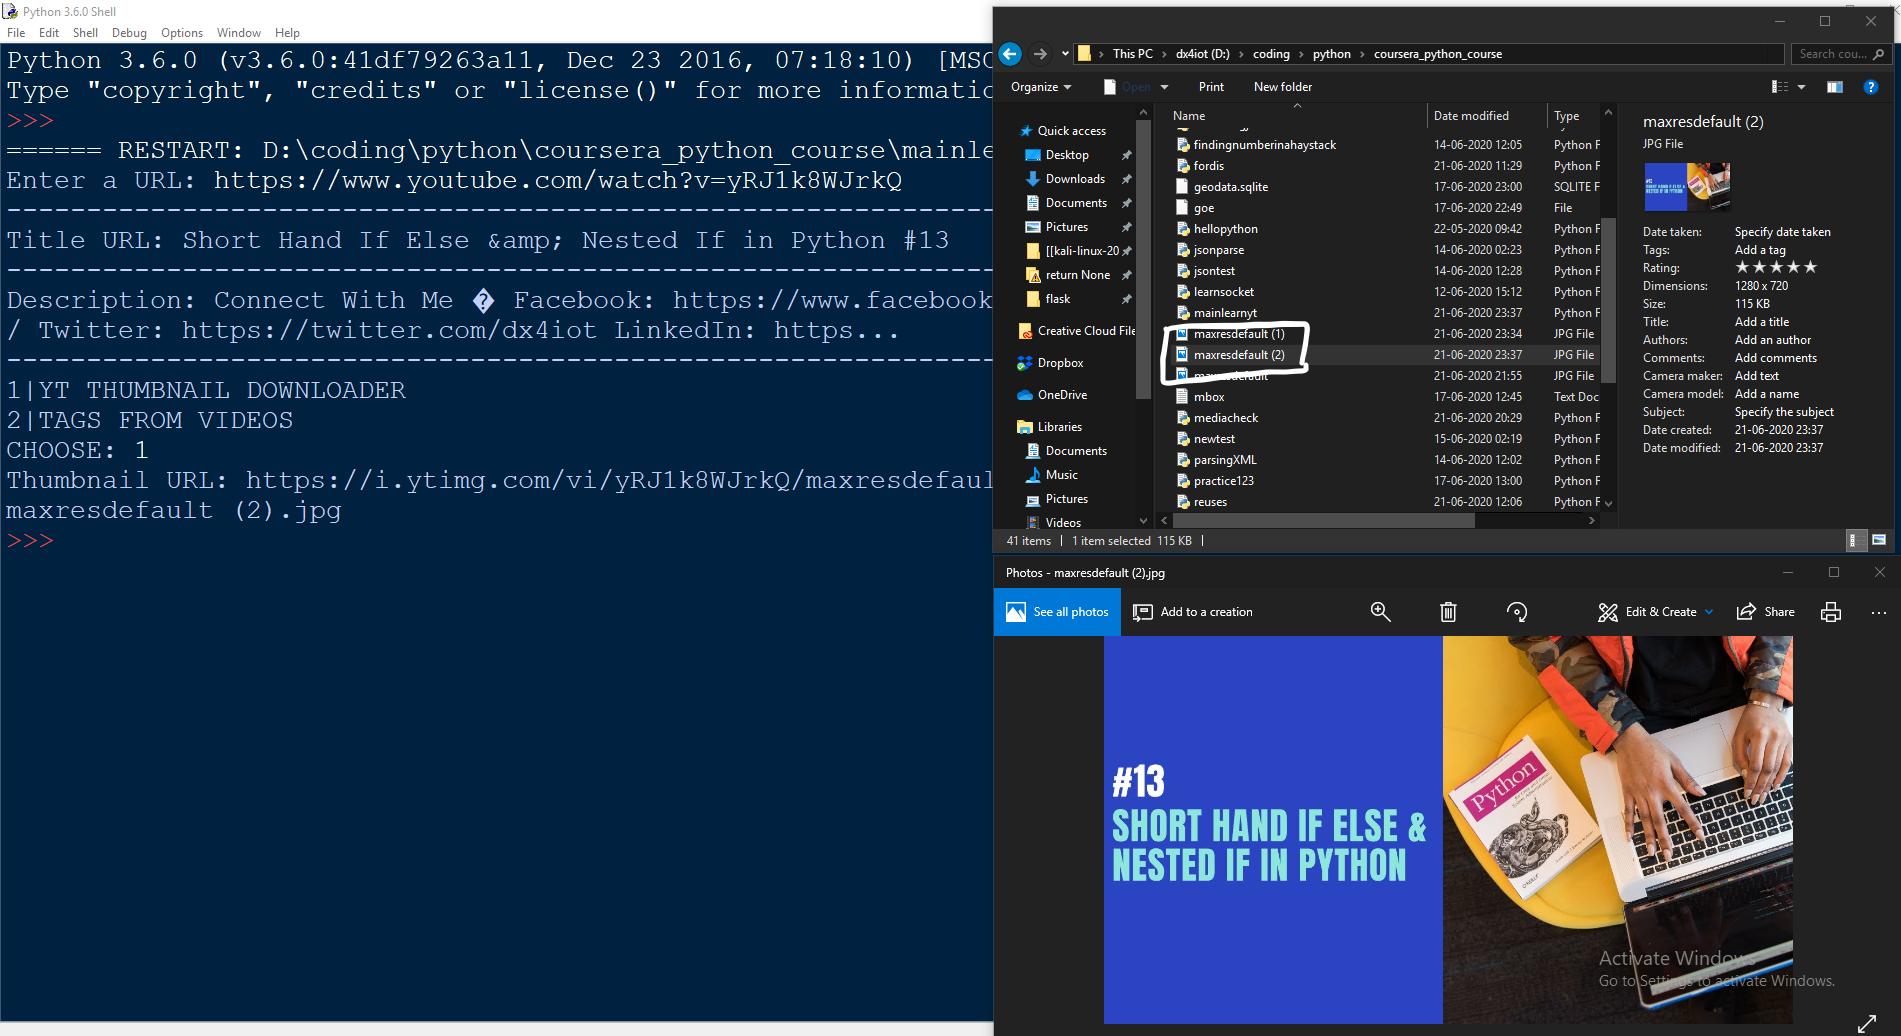 Python 3.6.0 Shell
File Edit Shell Debug Options Window Help
Python 3.6.0 (v3.6.0:41df79263a11, Dec 23 2016, 07:18:10) [MSC
Type "copyright", "credits" or "license()" for more informatio
>>>
====== RESTART: D:\coding\python\coursera_python_course\mainle
Enter a URL: https://www.youtube.com/watch?v=yRJ1k8WJrkQ
Title URL: Short Hand If Else &amp; Nested If in Python #13
Description: Connect With Me � Facebook: https://www.facebook
/ Twitter: https://twitter.com/dx4iot LinkedIn: https...
1|YT THUMBNAIL DOWNLOADER
2|TAGS FROM VIDEOS
CHOOSE: 1
Thumbnail URL: https://i.ytimg.com/vi/yRJ1k8WJrkQ/maxresdefaul
maxresdefault (2).jpg
>>>
This PC › dx4iot (D:) › coding › python › coursera_python_course
Search cou...
Organize Open Print New folder
Quick access
Desktop
Downloads
Documents
Pictures
[[kali-linux-20
return None
flask
Creative Cloud File
Dropbox
OneDrive
Libraries
Documents
Music
Pictures
Videos
Name Date modified Type
findingnumberinahaystack 14-06-2020 12:05 Python F
fordis 21-06-2020 11:29 Python F
geodata.sqlite 17-06-2020 23:00 SQLITE F
goe 17-06-2020 22:49 File
hellopython 22-05-2020 09:42 Python F
jsonparse 14-06-2020 02:23 Python F
jsontest 14-06-2020 12:28 Python F
learnsocket 12-06-2020 15:12 Python F
mainlearnyt 21-06-2020 23:37 Python F
maxresdefault (1) 21-06-2020 23:34 JPG File
maxresdefault (2) 21-06-2020 23:37 JPG File
maxresdefault 21-06-2020 21:55 JPG File
mbox 17-06-2020 12:45 Text Doc
mediacheck 21-06-2020 20:29 Python F
newtest 15-06-2020 02:19 Python F
parsingXML 14-06-2020 12:02 Python F
practice123 17-06-2020 13:00 Python F
reuses 21-06-2020 12:06 Python F
maxresdefault (2)
JPG File
#13
SHORT HAND IF ELSE &
NESTED IF IN PYTHON
Date taken: Specify date taken
Tags: Add a tag
Rating:
Dimensions: 1280 x 720
Size: 115 KB
Title: Add a title
Authors: Add an author
Comments: Add comments
Camera maker: Add text
Camera model: Add a name
Subject: Specify the subject
Date created: 21-06-2020 23:37
Date modified: 21-06-2020 23:37
41 items 1 item selected 115 KB
Photos - maxresdefault (2).jpg
See all photos Add to a creation Edit & Create Share
#13
SHORT HAND IF ELSE &
NESTED IF IN PYTHON
Python
O'REILLY
Activate Windows
Go to Settings to activate Windows.